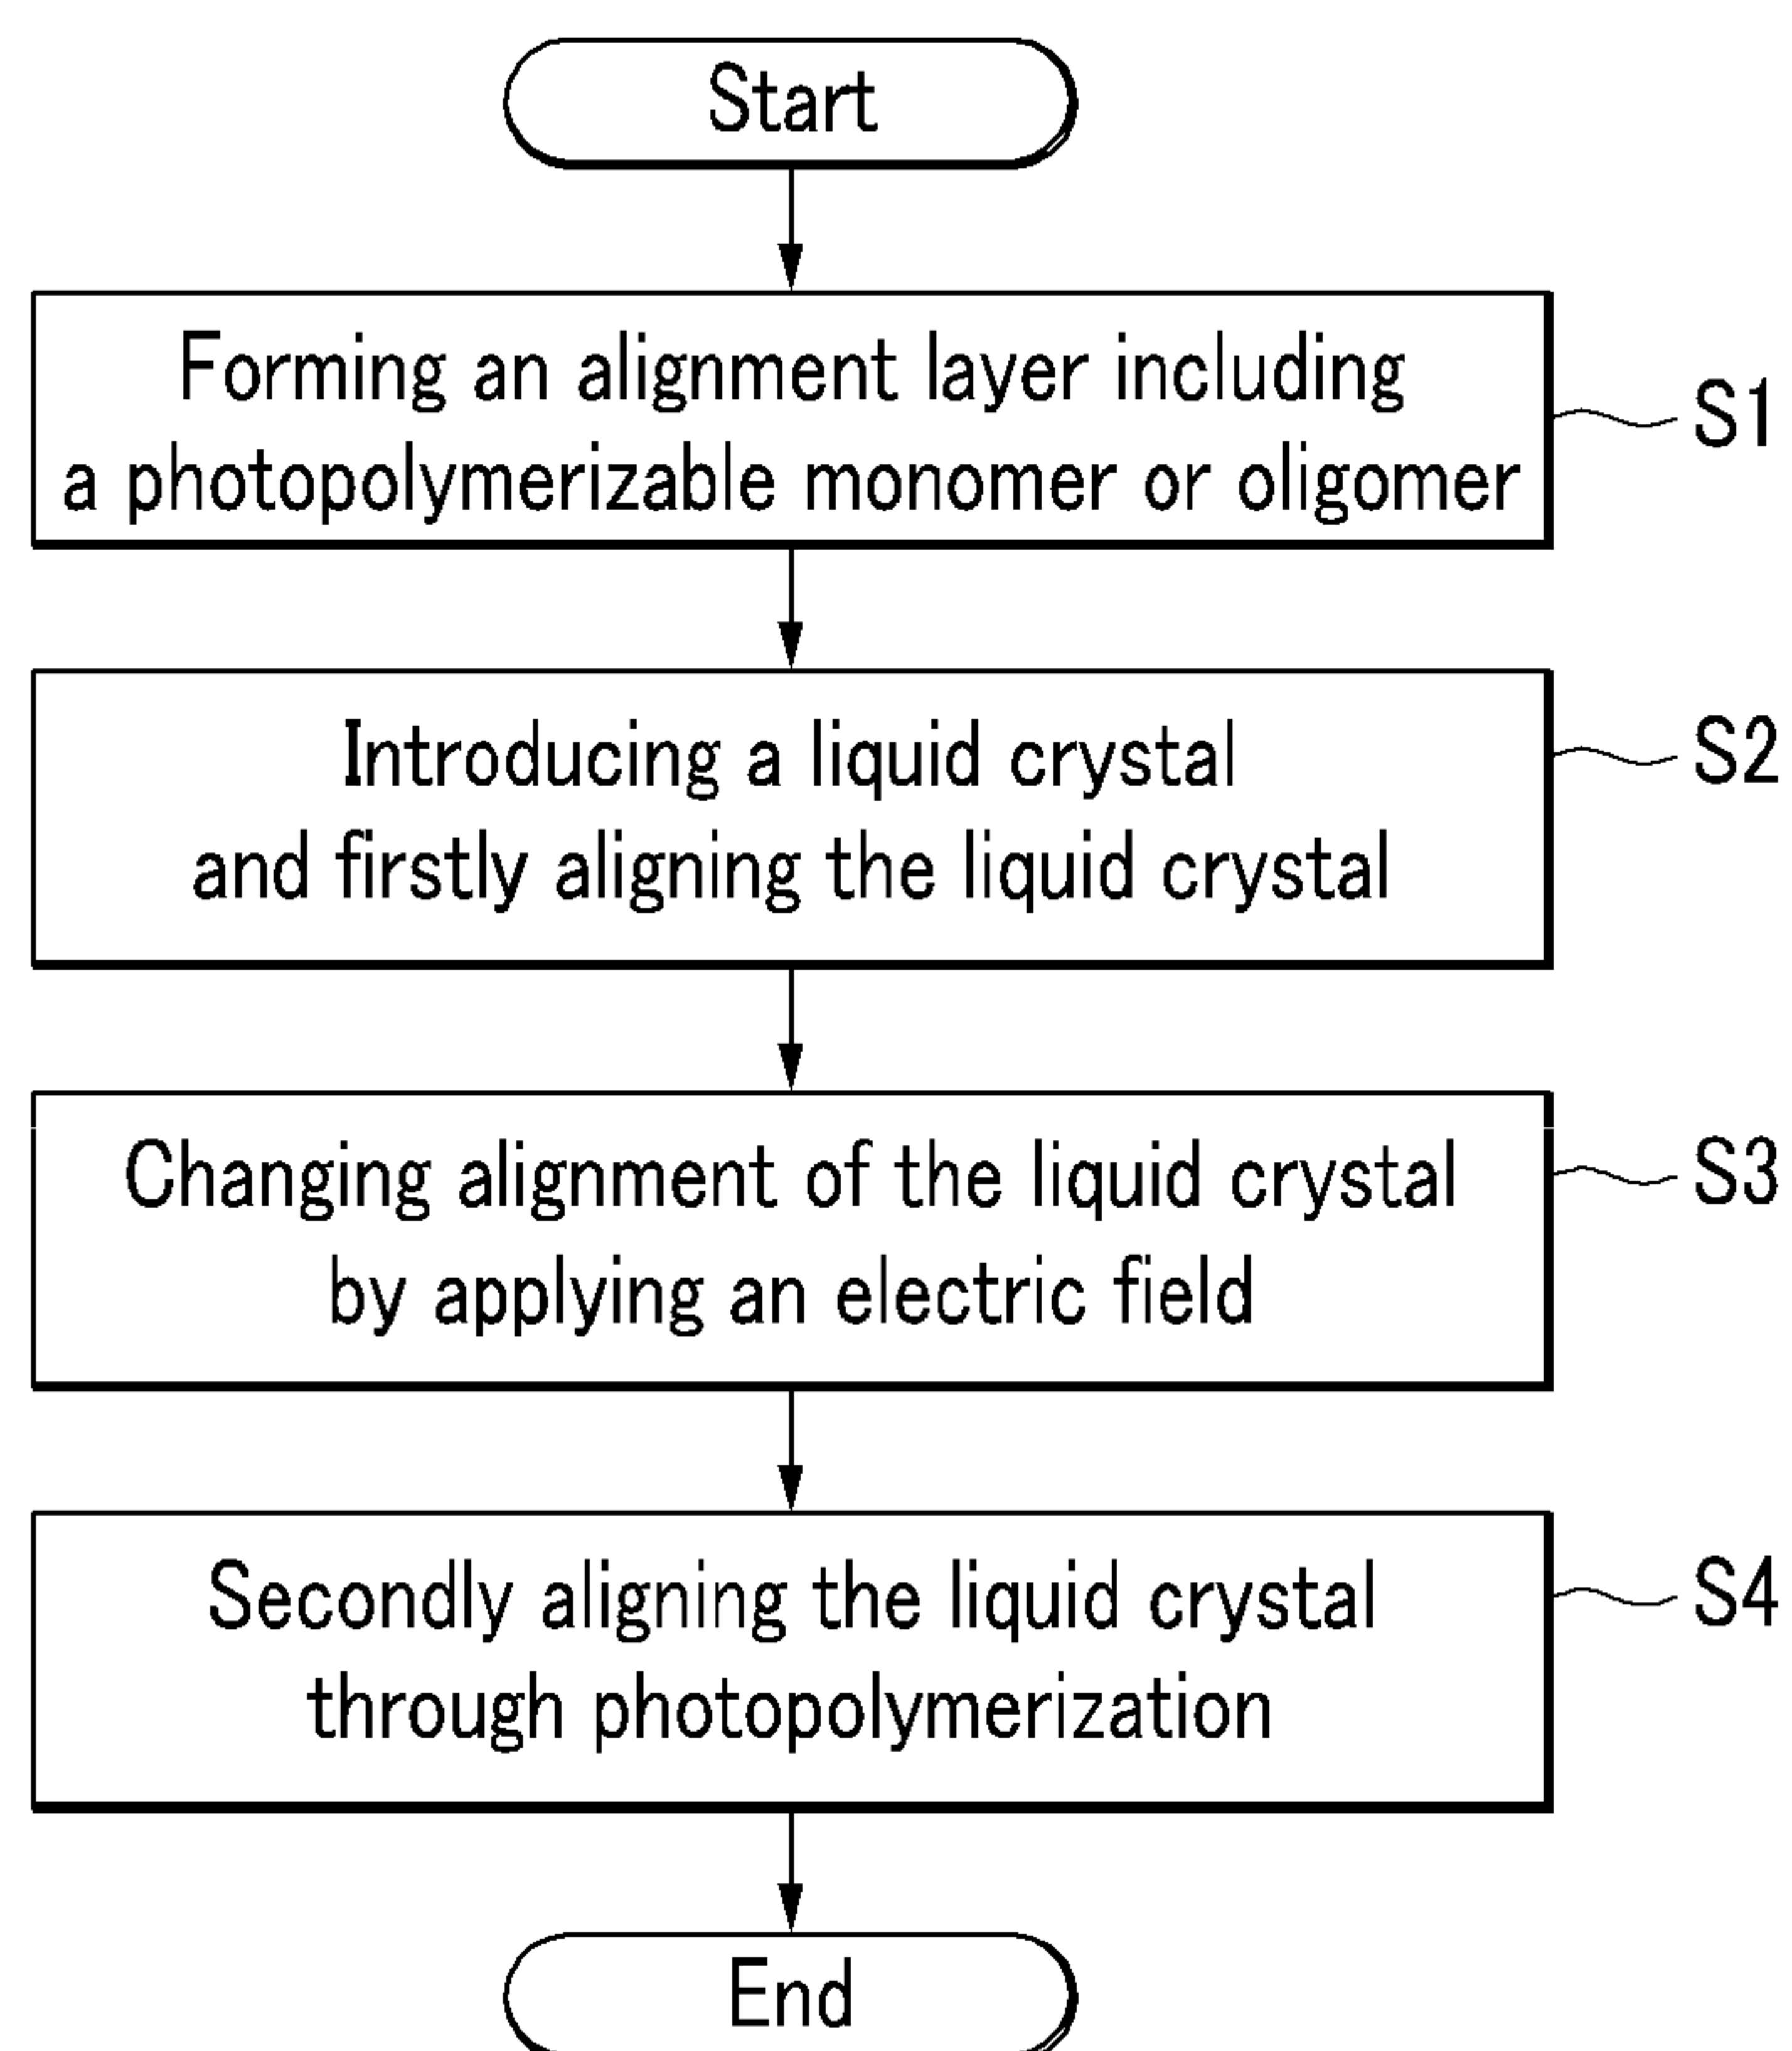 Start
Forming an alignment layer including
a photopolymerizable monomer or oligomer
S1
Introducing a liquid crystal
and firstly aligning the liquid crystal
S2
Changing alignment of the liquid crystal
by applying an electric field
S3
Secondly aligning the liquid crystal
through photopolymerization
S4
End